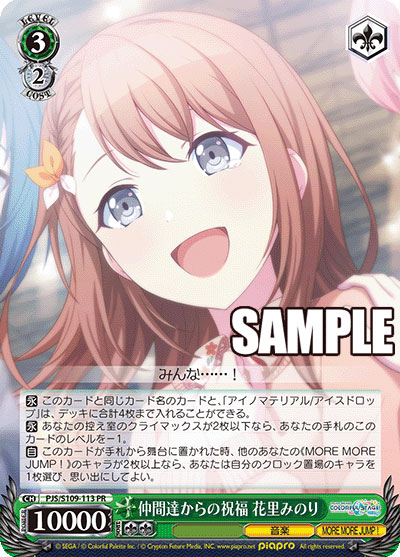 LEVEL
3
2
COST
SAMPLE
みんな……！
永 このカードと同じカード名のカードと、「アイノマテリアル/アイスドロッ
プ」は、デッキに合計4枚まで入れることができる。
永 あなたの控え室のクライマックスが2枚以下なら、あなたの手札のこ
のカードのレベルを－1。
自 このカードが手札から舞台に置かれた時、他のあなたの《MORE MORE
JUMP！》のキャラが2枚以上なら、あなたは自分のクロック置場のキャラを
1枚選び、思い出にしてよい。
CH PJS/S109-113 PR
仲間達からの祝福 花里みのり
COLORFUL STAGE!
POWER
10000
SOUL
音楽
MORE MORE JUMP！
© SEGA / © Colorful Palette Inc. / © Crypton Future Media, INC. www.piapro.net piapro All rights reserved.